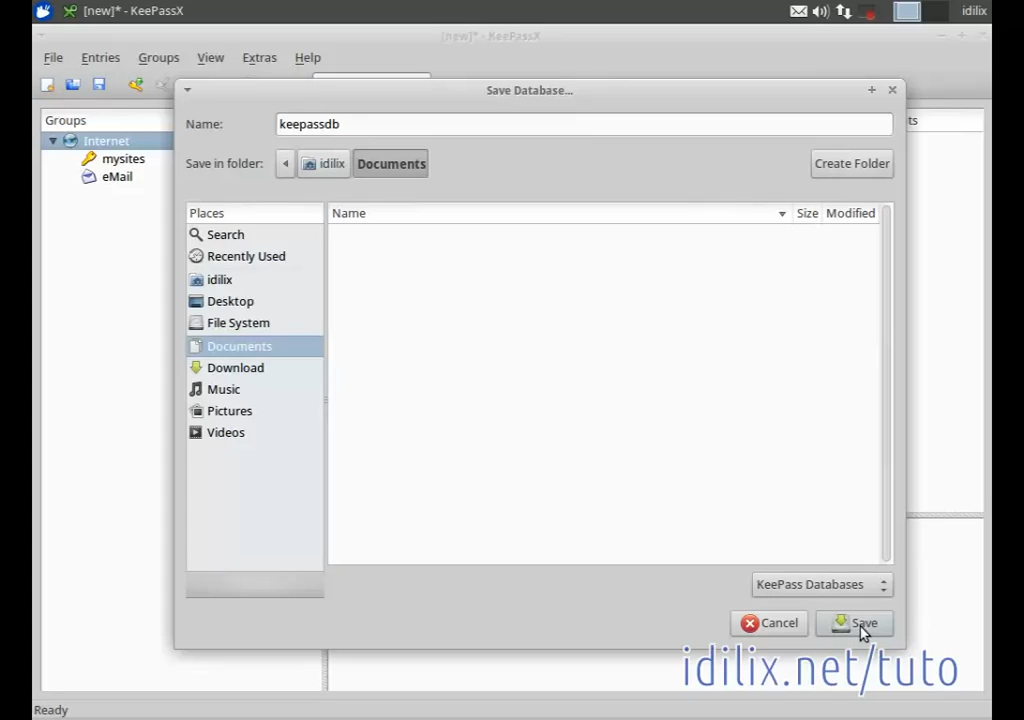 [new]* - KeePassX
idilix
[new]* - KeePassX
File Entries Groups View Extras Help
Save Database...
Groups
Internet
mysites
eMail
Name: keepassdb
Save in folder: idilix Documents Create Folder
Places
Search
Recently Used
idilix
Desktop
File System
Documents
Download
Music
Pictures
Videos
Name Size Modified
KeePass Databases
Cancel Save
idilix.net/tuto
Ready